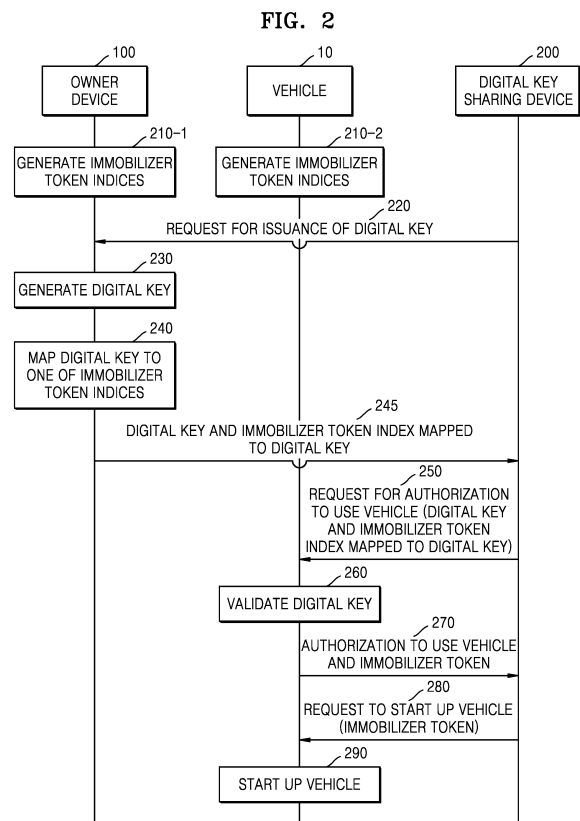 FIG. 2
100
10
200
OWNER
DEVICE
VEHICLE
DIGITAL KEY
SHARING DEVICE
210-1
210-2
GENERATE IMMOBILIZER
TOKEN INDICES
GENERATE IMMOBILIZER
TOKEN INDICES
220
REQUEST FOR ISSUANCE OF DIGITAL KEY
230
GENERATE DIGITAL KEY
240
MAP DIGITAL KEY TO
ONE OF IMMOBILIZER
TOKEN INDICES
245
DIGITAL KEY AND IMMOBILIZER TOKEN INDEX MAPPED
TO DIGITAL KEY
250
REQUEST FOR AUTHORIZATION
TO USE VEHICLE (DIGITAL KEY
AND IMMOBILIZER TOKEN
INDEX MAPPED TO DIGITAL KEY)
260
VALIDATE DIGITAL KEY
270
AUTHORIZATION TO USE VEHICLE
AND IMMOBILIZER TOKEN
280
REQUEST TO START UP VEHICLE
(IMMOBILIZER TOKEN)
290
START UP VEHICLE